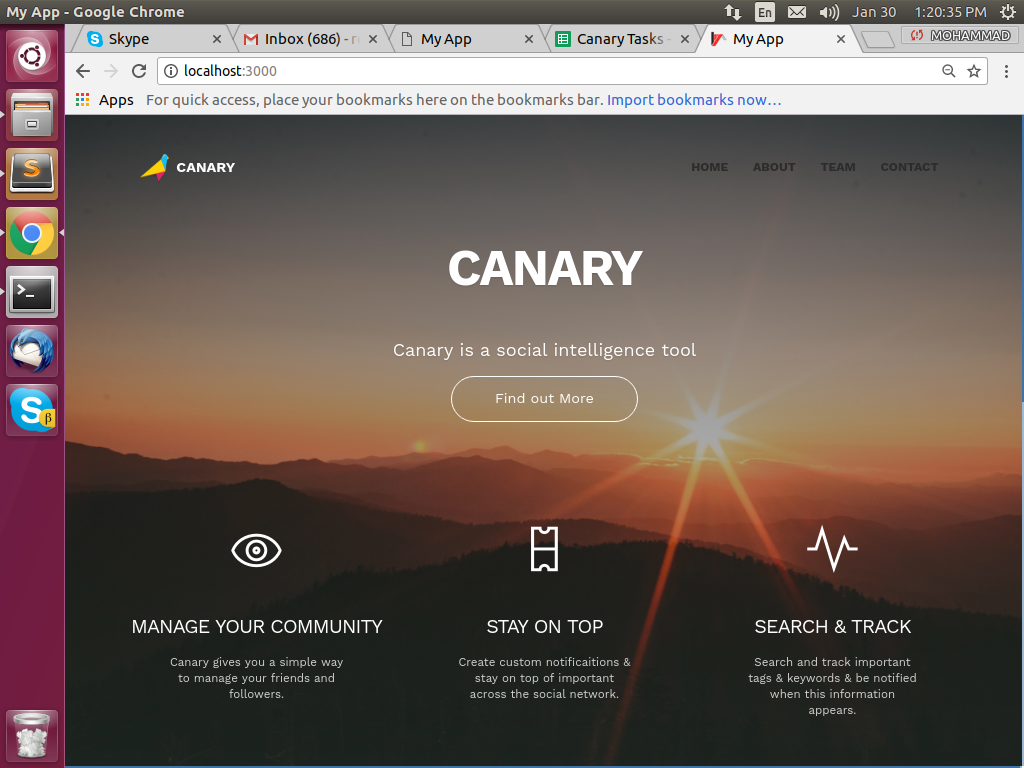 My App - Google Chrome
En
Jan 30
1:20:35 PM
Skype
Inbox (686) - r
My App
Canary Tasks -
My App
MOHAMMAD
localhost:3000
Apps
For quick access, place your bookmarks here on the bookmarks bar. Import bookmarks now…
CANARY
HOME ABOUT TEAM CONTACT
CANARY
Canary is a social intelligence tool
Find out More
MANAGE YOUR COMMUNITY
Canary gives you a simple way
to manage your friends and
followers.
STAY ON TOP
Create custom notificaitions &
stay on top of important
across the social network.
SEARCH & TRACK
Search and track important
tags & keywords & be notified
when this information
appears.